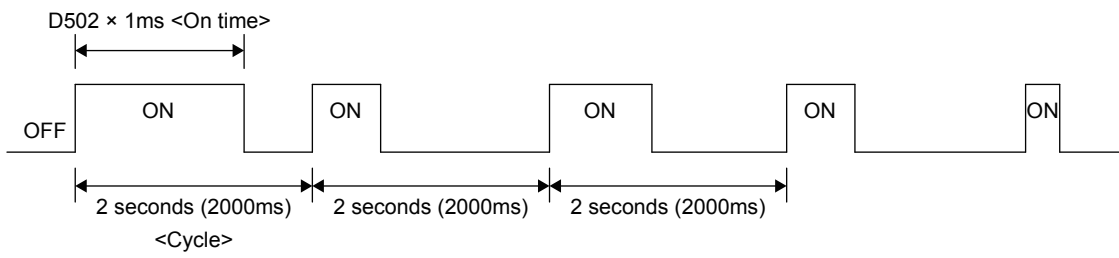 D502 × 1ms <On time>
OFF
ON
ON
ON
ON
ON
2 seconds (2000ms)
2 seconds (2000ms)
2 seconds (2000ms)
<Cycle>